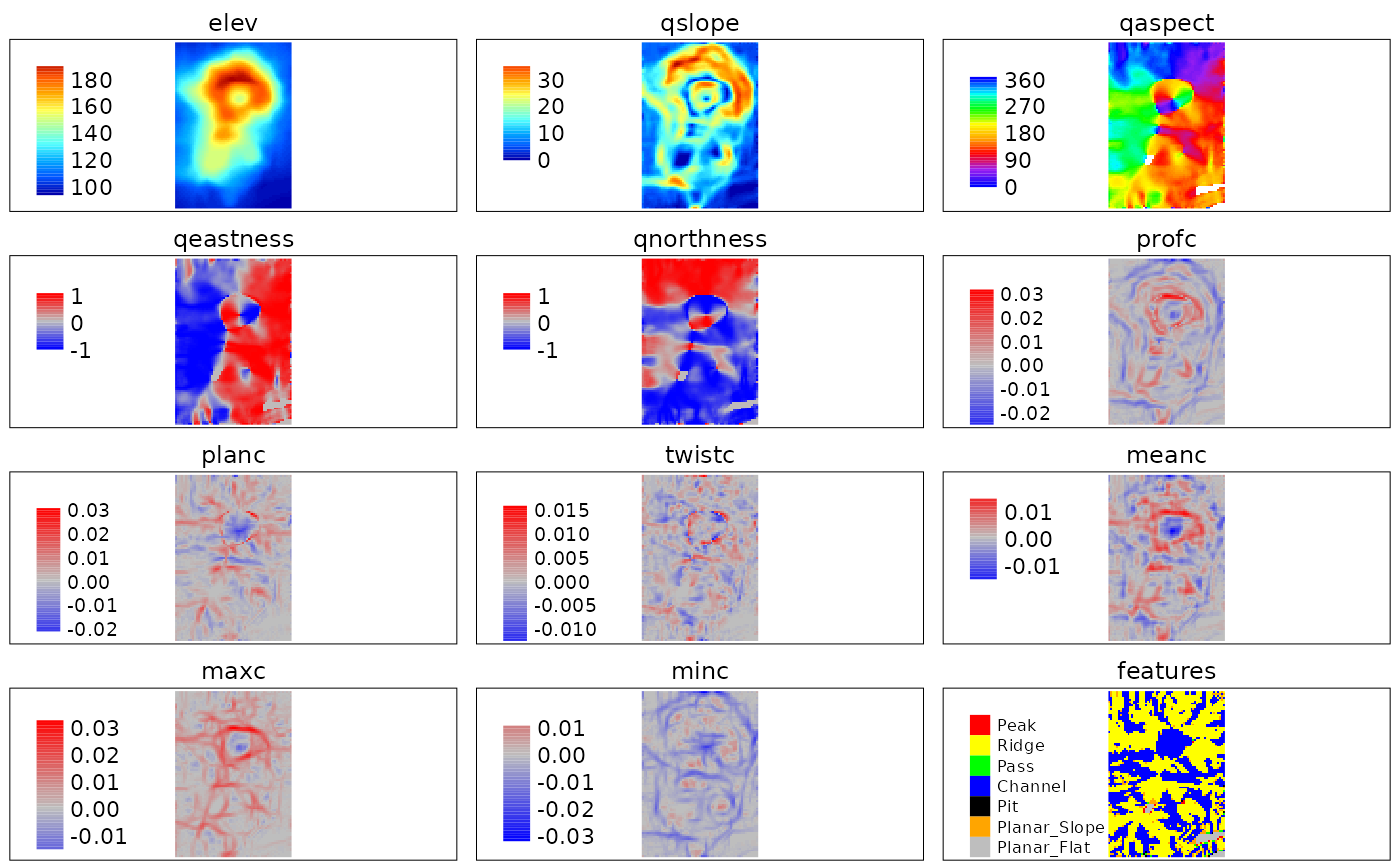 elev
180
160
140
120
100
qslope
30
20
10
0
qaspect
360
270
180
90
0
qeastness
1
0
-1
qnorthness
1
0
-1
profc
0.03
0.02
0.01
0.00
-0.01
-0.02
planc
0.03
0.02
0.01
0.00
-0.01
-0.02
twistc
0.015
0.010
0.005
0.000
-0.005
-0.010
meanc
0.01
0.00
-0.01
maxc
0.03
0.02
0.01
0.00
-0.01
minc
0.01
0.00
-0.01
-0.02
-0.03
features
Peak
Ridge
Pass
Channel
Pit
Planar_Slope
Planar_Flat